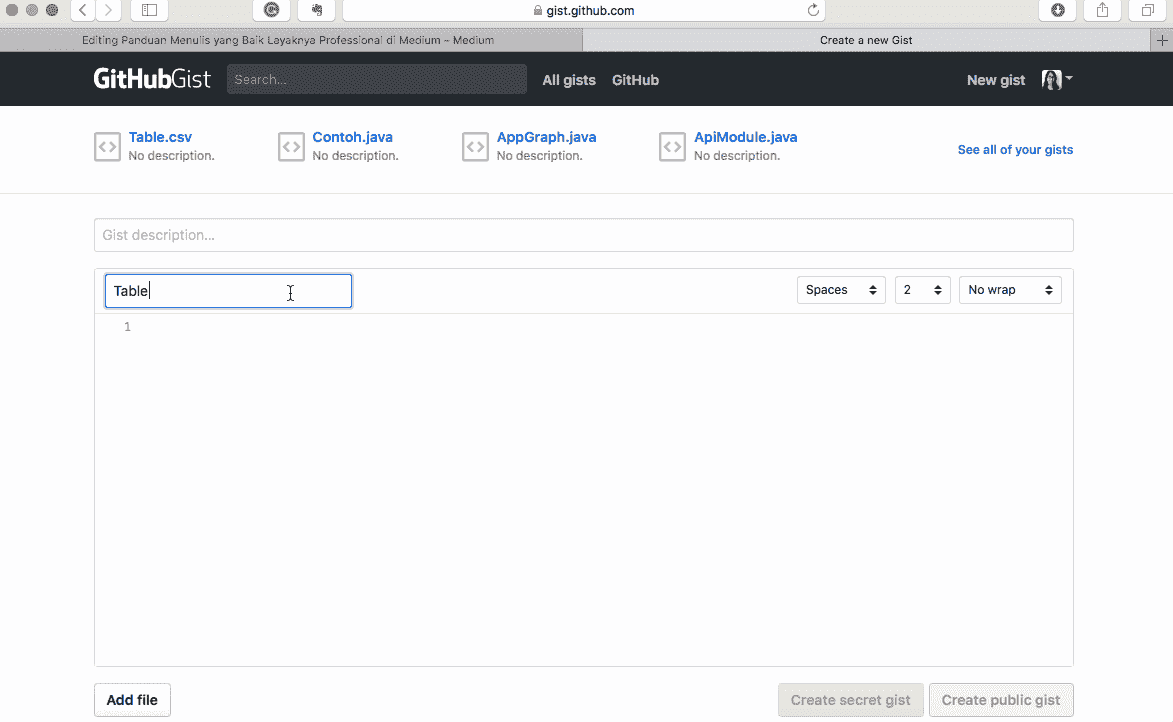 gist.github.com
Editing Panduan Menulis yang Baik Layaknya Professional di Medium – Medium
Create a new Gist
GitHubGist
Search...
All gists
GitHub
New gist
Table.csv
No description.
Contoh.java
No description.
AppGraph.java
No description.
ApiModule.java
No description.
See all of your gists
Gist description...
Table
Spaces
2
No wrap
1
Add file
Create secret gist
Create public gist